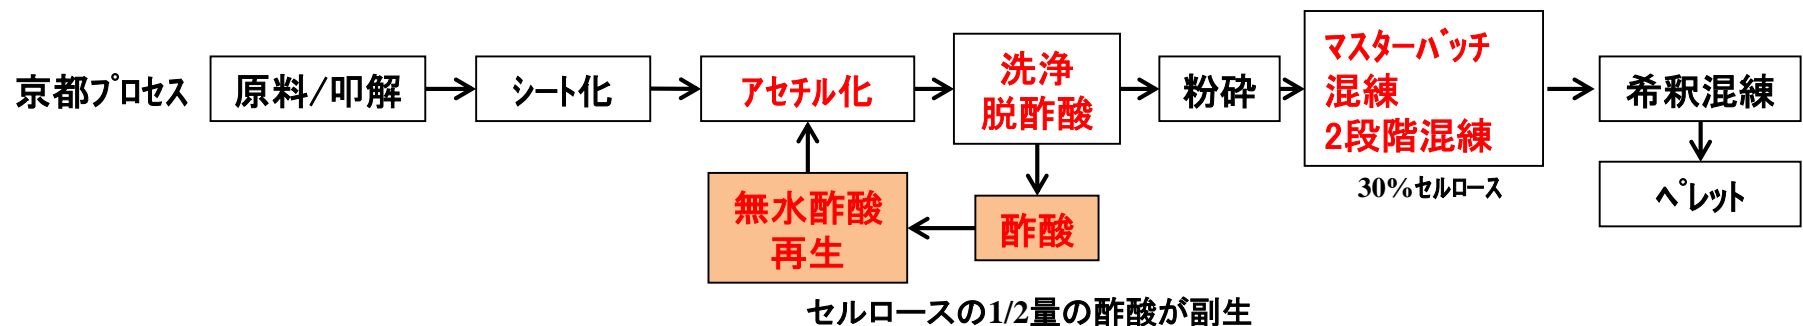 京都プロセス
原料/叩解
シート化
アセチル化
洗浄
脱酢酸
粉砕
マスターバッチ
混練
2段階混練
30%セルロース
希釈混練
ペレット
酢酸
無水酢酸
再生
セルロースの1/2量の酢酸が副生